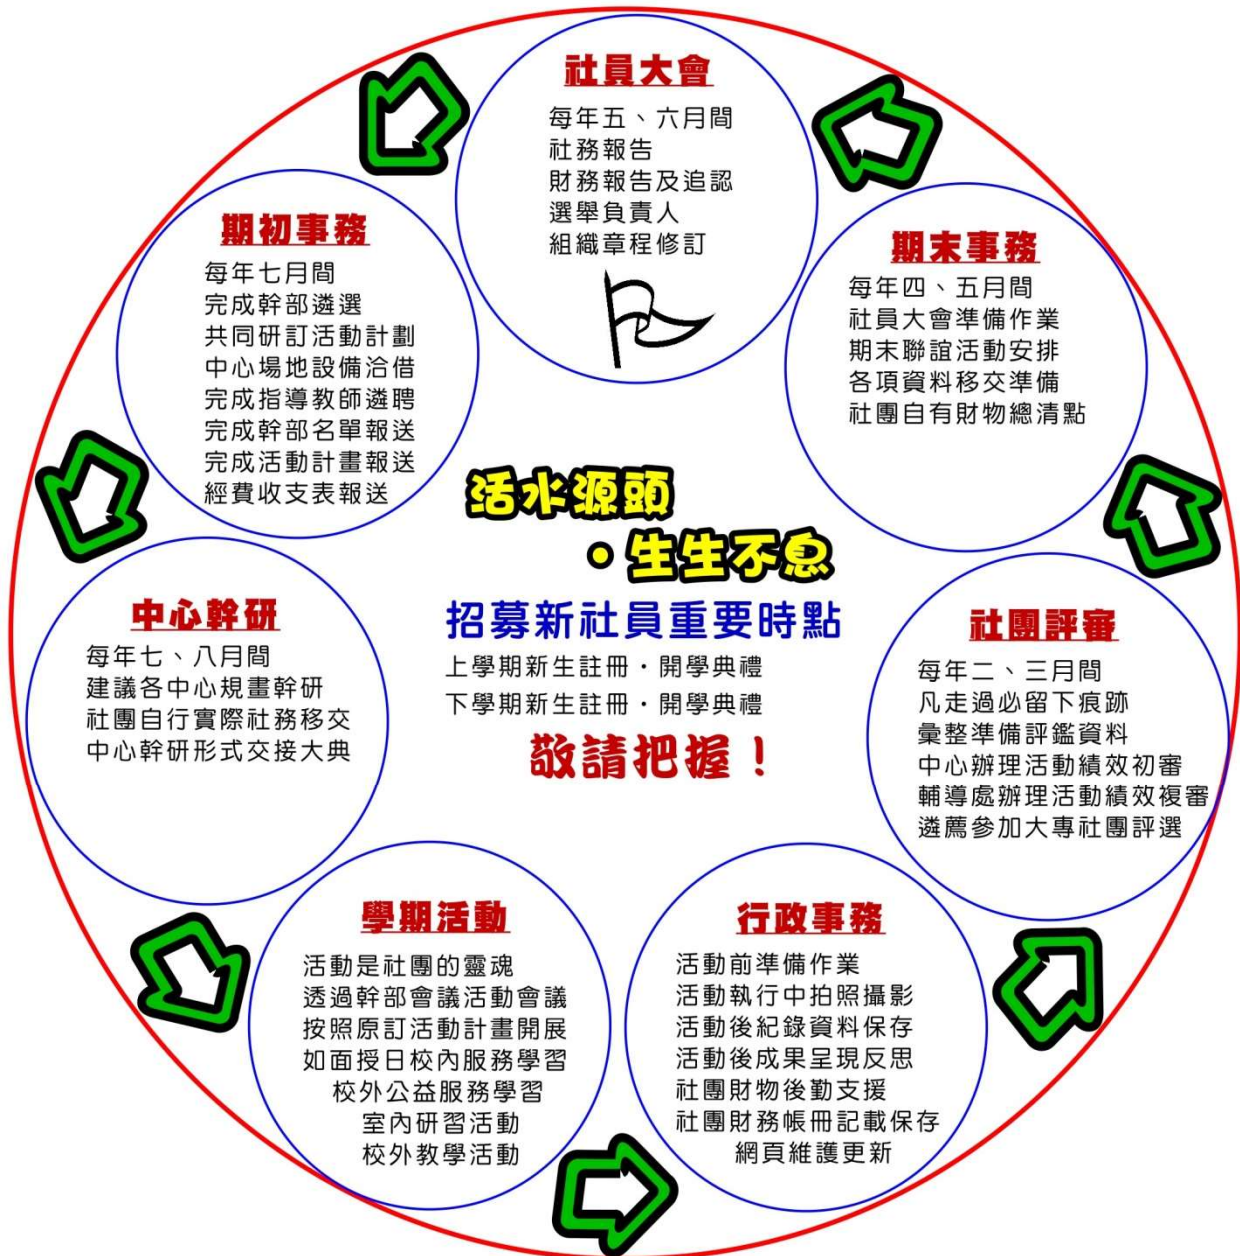 社員大會
每年五、六月間
社務報告
財務報告及追認
選舉負責人
組織章程修訂
期初事務
每年七月間
完成幹部遴選
共同研訂活動計劃
中心場地設備洽借
完成指導教師遴聘
完成幹部名單報送
完成活動計畫報送
經費收支表報送
中心幹研
每年七、八月間
建議各中心規畫幹研
社團自行實際社務移交
中心幹研形式交接大典
學期活動
活動是社團的靈魂
透過幹部會議活動會議
按照原訂活動計畫開展
如面授日校內服務學習
校外公益服務學習
室內研習活動
校外教學活動
行政事務
活動前準備作業
活動執行中拍照攝影
活動後紀錄資料保存
活動後成果呈現反思
社團財物後勤支援
社團財務帳冊記載保存
網頁維護更新
社團評審
每年二、三月間
凡走過必留下痕跡
彙整準備評鑑資料
中心辦理活動績效初審
輔導處辦理活動績效複審
遴薦參加大專社團評選
期末事務
每年四、五月間
社員大會準備作業
期末聯誼活動安排
各項資料移交準備
社團自有財物總清點
活水源頭
•生生不息
招募新社員重要時點
上學期新生註冊•開學典禮
下學期新生註冊•開學典禮
敬請把握！